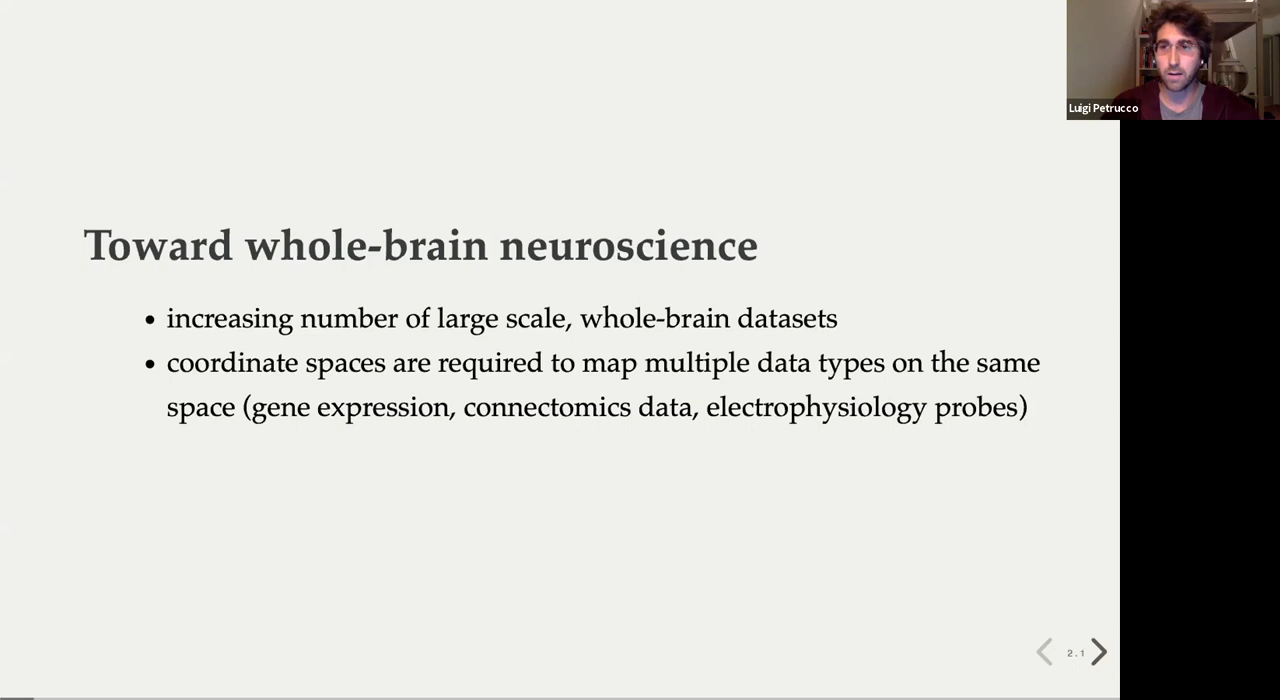 Luigi Petrucco
Toward whole-brain neuroscience
• increasing number of large scale, whole-brain datasets
• coordinate spaces are required to map multiple data types on the same
space (gene expression, connectomics data, electrophysiology probes)
2.1